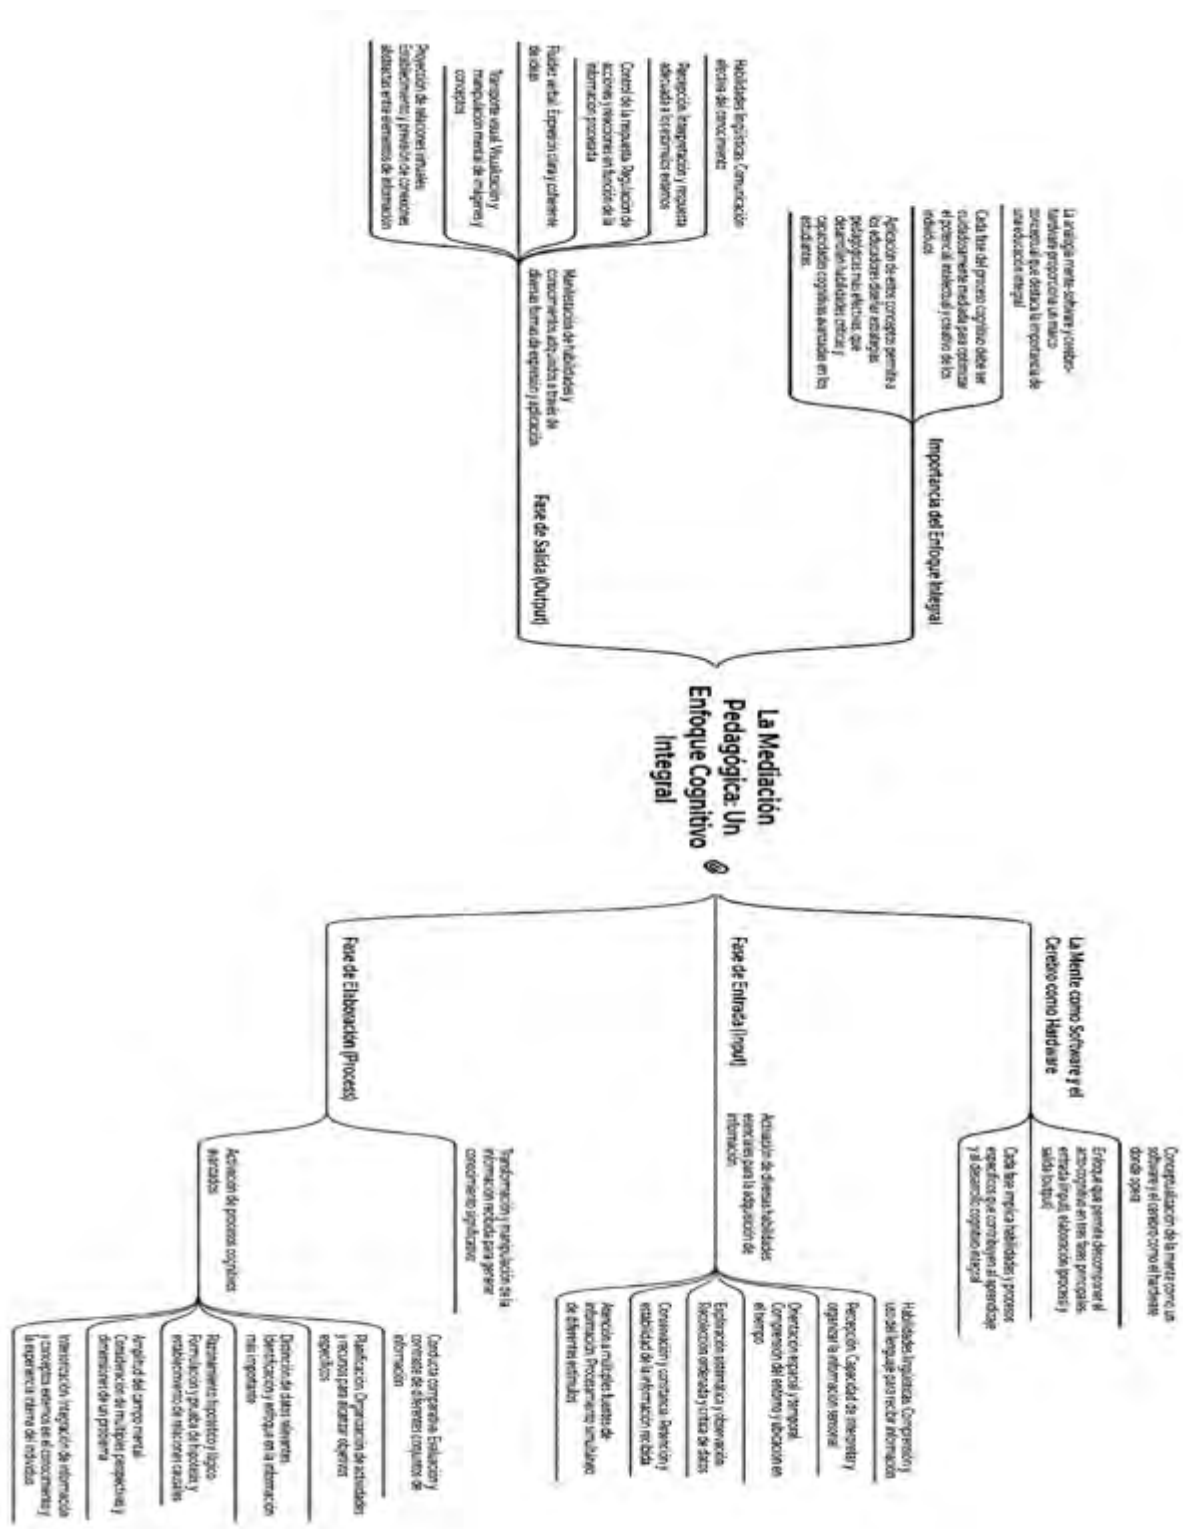 La Mediación
Pedagógica: Un
Enfoque Cognitivo
Integral
La Mente como Software y el
Cerebro como Hardware
Conceptualización de la mente como un
software y el cerebro como el hardware
donde opera
Enfoque que permite descomponer el
acto cognitivo en tres fases principales:
entrada (input), elaboración (process) y
salida (output)
Cada fase implica habilidades y procesos
específicos que contribuyen al aprendizaje
y al desarrollo cognitivo integral
Fase de Entrada (Input)
Activación de diversas habilidades
esenciales para la adquisición de
información
Habilidades lingüísticas: Comprensión y
uso del lenguaje para recibir información
Percepción: Capacidad de interpretar y
organizar la información sensorial
Orientación espacial y temporal:
Comprensión del entorno y ubicación en
el tiempo
Exploración sistemática y observación:
Recolección ordenada y crítica de datos
Conservación y constancia: Retención y
estabilidad de la información recibida
Atención a múltiples fuentes de
información: Procesamiento simultáneo
de diferentes estímulos
Fase de Elaboración (Process)
Transformación y manipulación de la
información recibida para generar
conocimiento significativo
Activación de procesos cognitivos
avanzados
Conducta comparativa: Evaluación y
contraste de diferentes conjuntos de
información
Planificación: Organización de actividades
y recursos para alcanzar objetivos
específicos
Distinción de datos relevantes:
Identificación y enfoque en la información
más importante
Razonamiento hipotético y lógico:
Formulación y prueba de hipótesis y
establecimiento de relaciones causales
Amplitud del campo mental:
Consideración de múltiples perspectivas y
dimensiones de un problema
Interiorización: Integración de información
y conceptos externos en el conocimiento y
la experiencia interna del individuo
Importancia del Enfoque Integral
La analogía mente-software y cerebro-
hardware proporciona un marco
conceptual que destaca la importancia de
una educación integral
Cada fase del proceso cognitivo debe ser
cuidadosamente mediada para optimizar
el potencial intelectual y creativo de los
individuos
Aplicación de estos conceptos permite a
los educadores diseñar estrategias
pedagógicas más efectivas, que
desarrollen habilidades críticas y
capacidades cognitivas avanzadas en los
estudiantes
Fase de Salida (Output)
Manifestación de habilidades y
conocimientos adquiridos a través de
diversas formas de expresión y aplicación
Habilidades lingüísticas: Comunicación
efectiva del conocimiento
Percepción: Interpretación y respuesta
adecuada a los estímulos externos
Control de la respuesta: Regulación de
acciones y reacciones en función de la
información procesada
Fluidez verbal: Expresión clara y coherente
de ideas
Transporte visual: Visualización y
manipulación mental de imágenes y
conceptos
Proyección de relaciones virtuales:
Establecimiento y previsión de conexiones
abstractas entre elementos de información